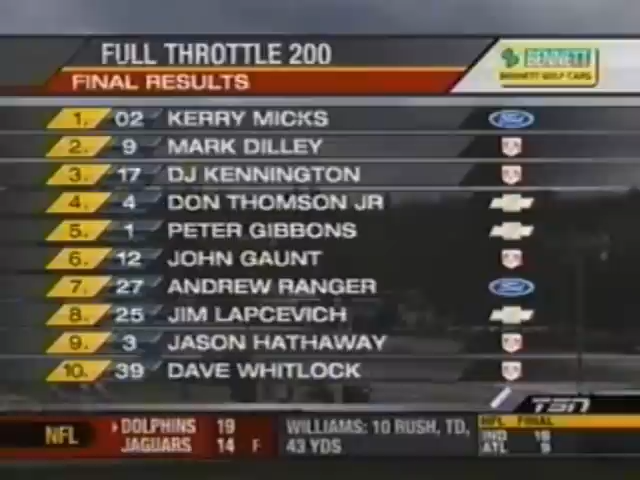 FULL THROTTLE 200
BENNETT
BENNETT GOLF CARS
FINAL RESULTS
1. 02 KERRY MICKS Ford
2. 9 MARK DILLEY
3. 17 DJ KENNINGTON
4. 4 DON THOMSON JR
5. 1 PETER GIBBONS
6. 12 JOHN GAUNT
7. 27 ANDREW RANGER Ford
8. 25 JIM LAPCEVICH
9. 3 JASON HATHAWAY
10. 39 DAVE WHITLOCK
TSN
NFL
DOLPHINS 19
JAGUARS 14 F
WILLIAMS: 10 RUSH, TD,
43 YDS
NFL FINAL
IND
ATL 9